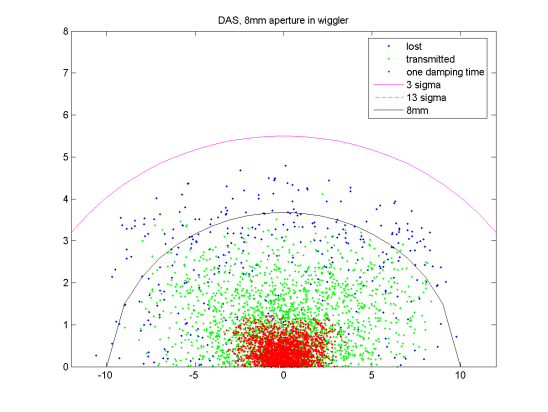 DAS, 8mm aperture in wiggler
8
7
6
5
4
3
2
1
0
-10
-5
0
5
10
lost
transmitted
one damping time
3 sigma
13 sigma
8mm